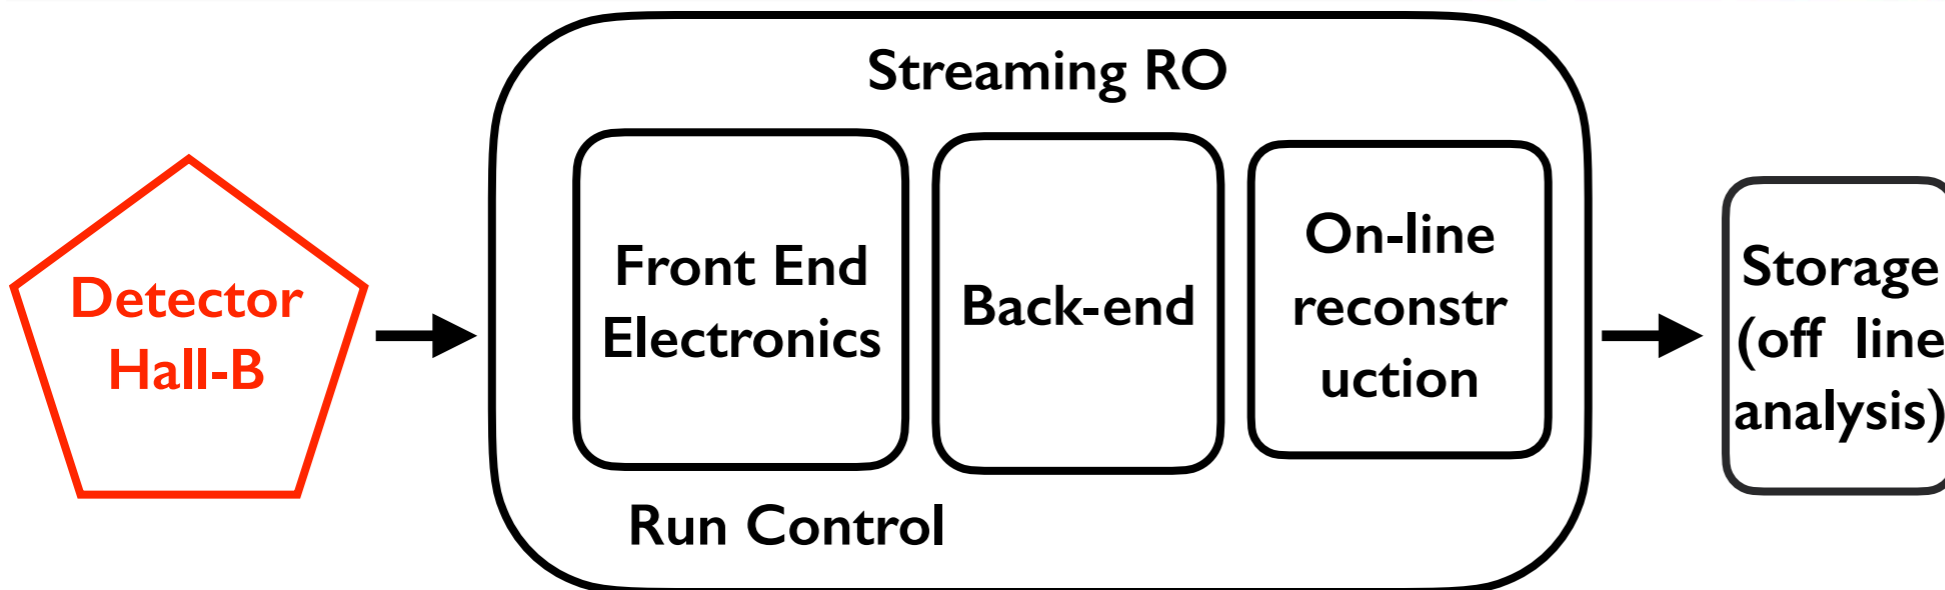 Streaming RO
Detector
Hall-B
Front End
Electronics
Back-end
On-line
reconstr
uction
Run Control
Storage
(off line
analysis)